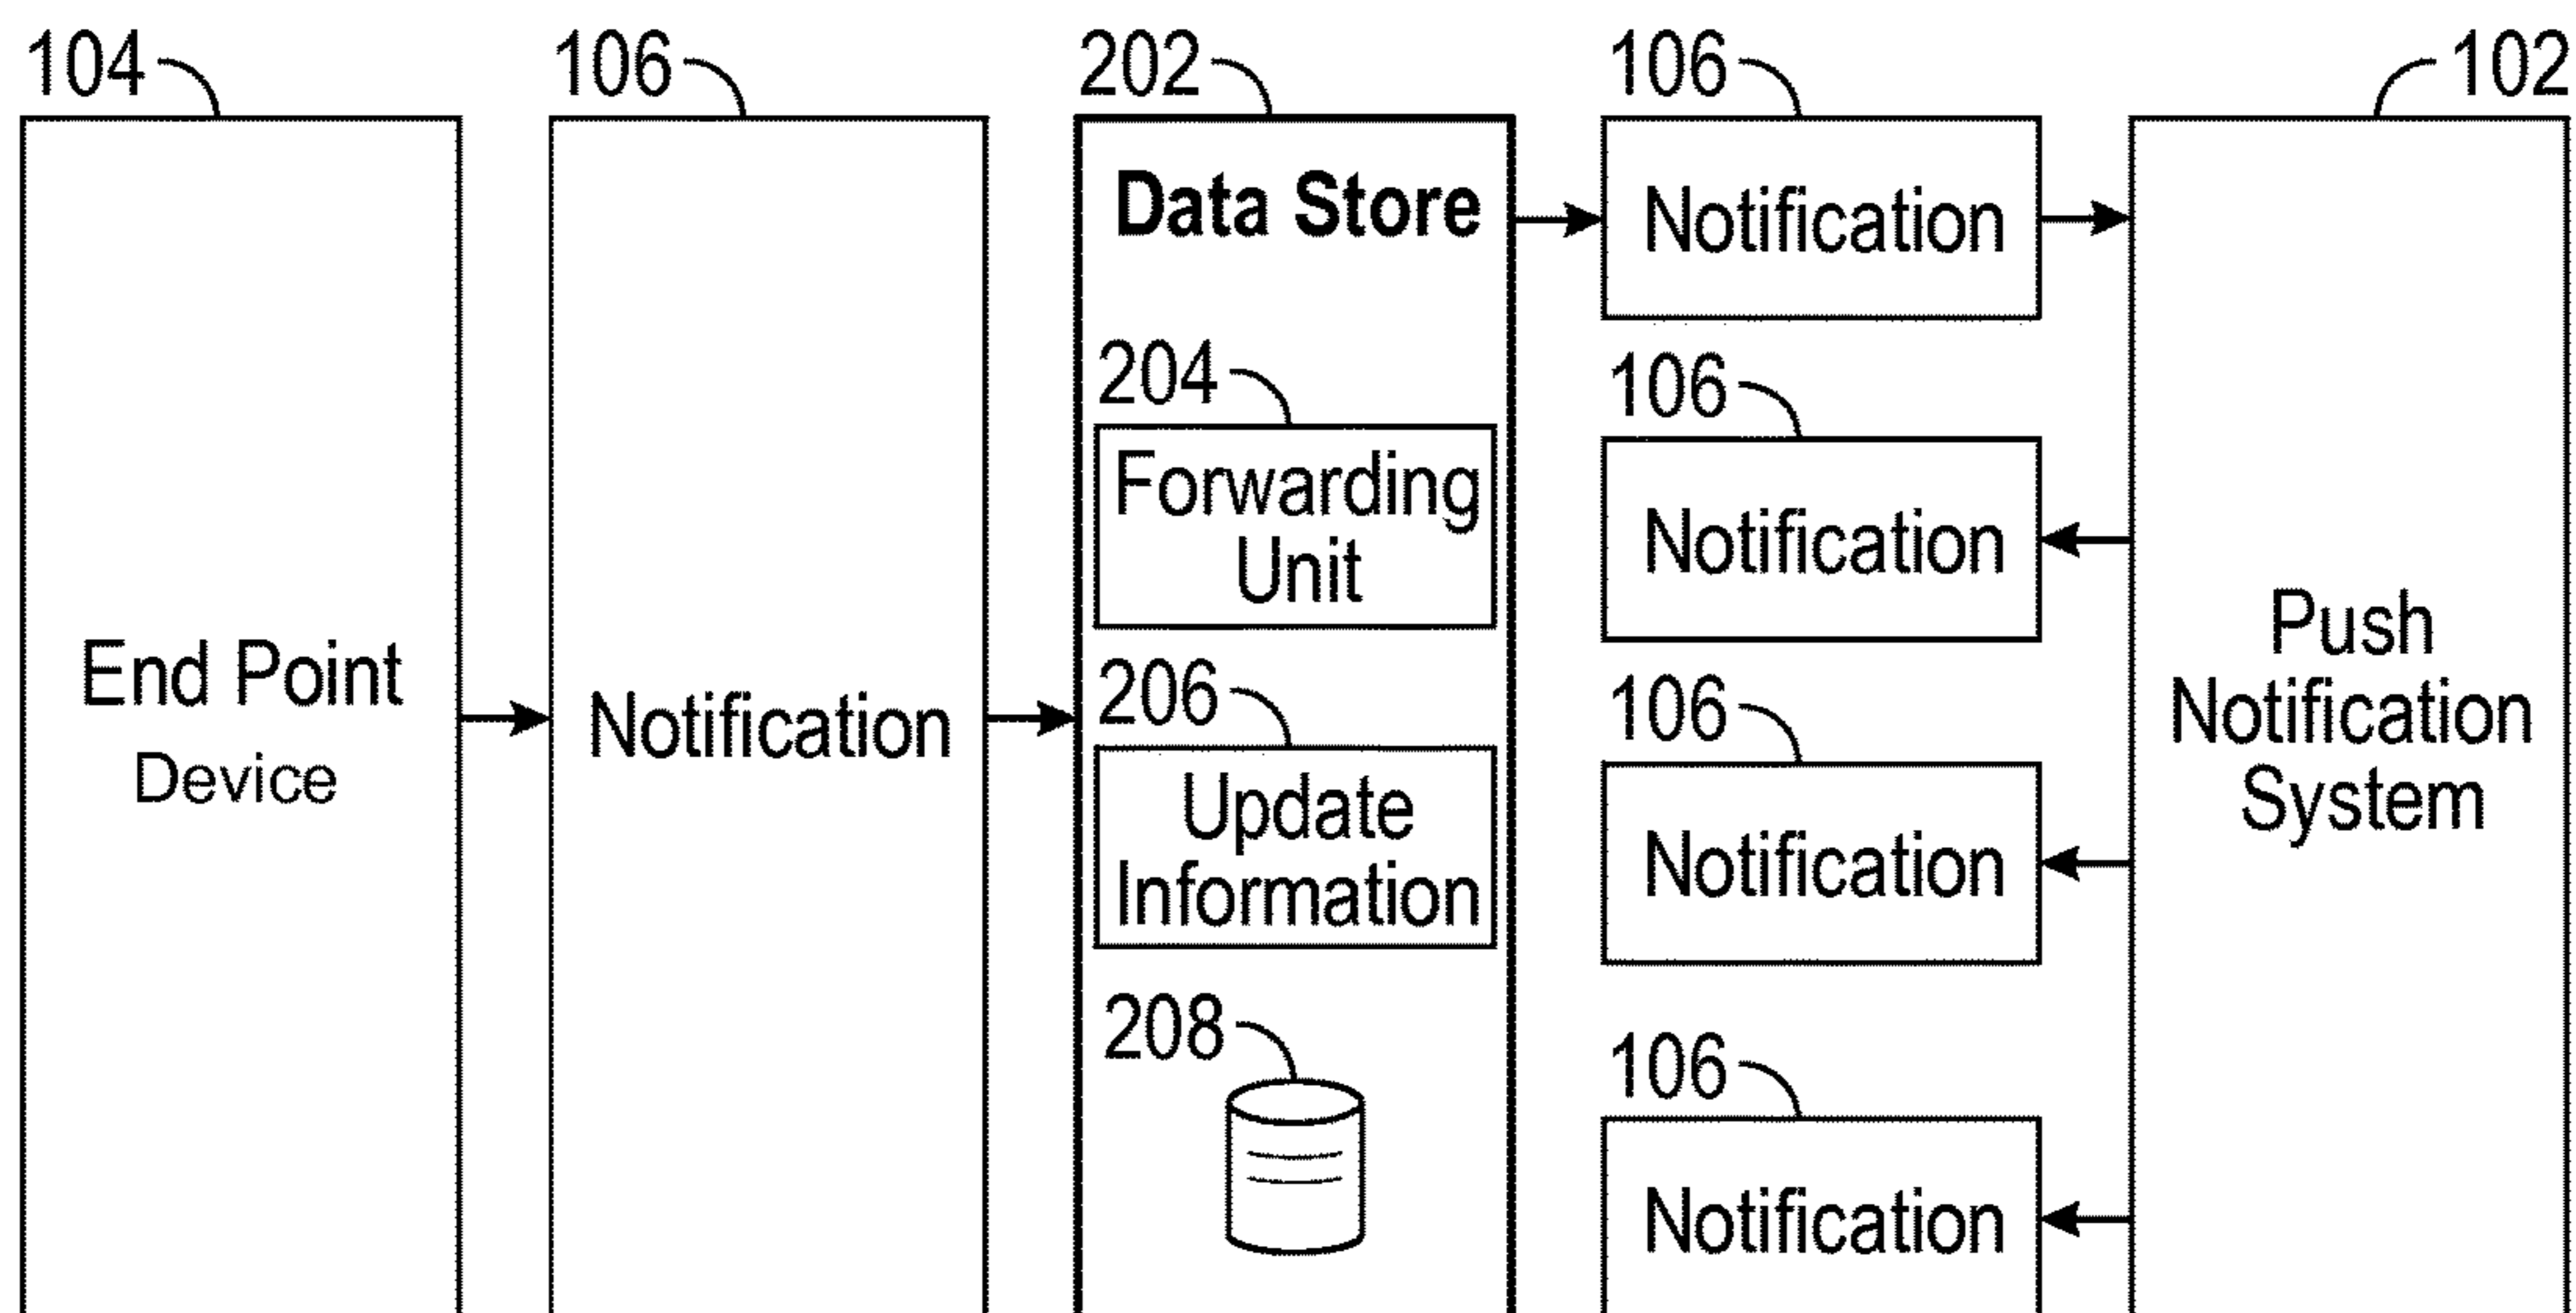 104
106
202
106
102
Data Store
Notification
204
106
Forwarding
Unit
Notification
End Point
Device
Notification
206
106
Update
Information
Notification
Push
Notification
System
208
106
Notification